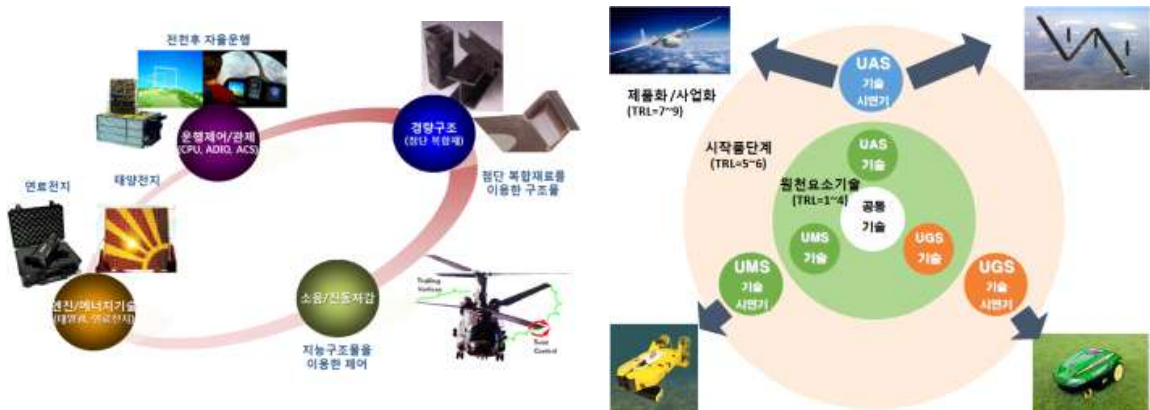 전천후 자율운행
운행제어/관제
(CPU, ADIO, ACS)
경량구조
(첨단 복합재)
첨단 복합재료를
이용한 구조물
연료전지
태양전지
엔진/에너지기술
(태양광, 연료전지)
소음/진동저감
지능구조물을
이용한 제어
Trailing
Vortices
Twist
Control
UAS
기술
시연기
제품화/사업화
(TRL=7~9)
시작품단계
(TRL=5~6)
UAS
기술
원천요소기술
(TRL=1~4)
공통
기술
UMS
기술
UGS
기술
UMS
기술
시연기
UGS
기술
시연기